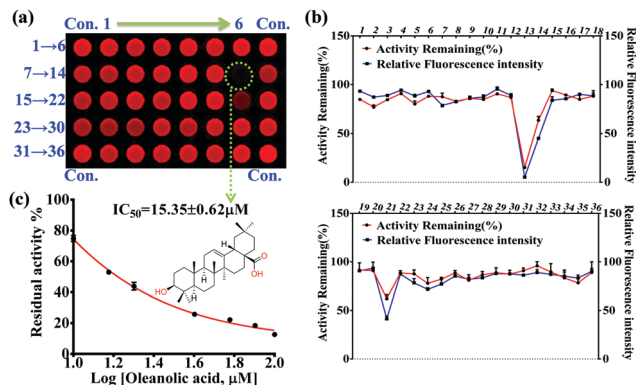 (a)
Con. 1 6 Con.
1→6
7→14
15→22
23→30
31→36
Con. Con.
(b)
1 2 3 4 5 6 7 8 9 10 11 12 13 14 15 16 17 18
Activity Remaining(%)
Relative Fluorescence intensity
Activity Remaining(%)
150
100
50
0
Relative Fluorescence intensity
150
100
50
0
19 20 21 22 23 24 25 26 27 28 29 30 31 32 33 34 35 36
Activity Remaining(%)
Relative Fluorescence intensity
Activity Remaining(%)
150
100
50
0
Relative Fluorescence intensity
150
100
50
0
(c)
IC50=15.35±0.62μM
Residual activity %
100
80
60
40
20
0
1.0 1.2 1.4 1.6 1.8 2.0
Log [Oleanolic acid, μM]
H
H
H
HO
O
OH